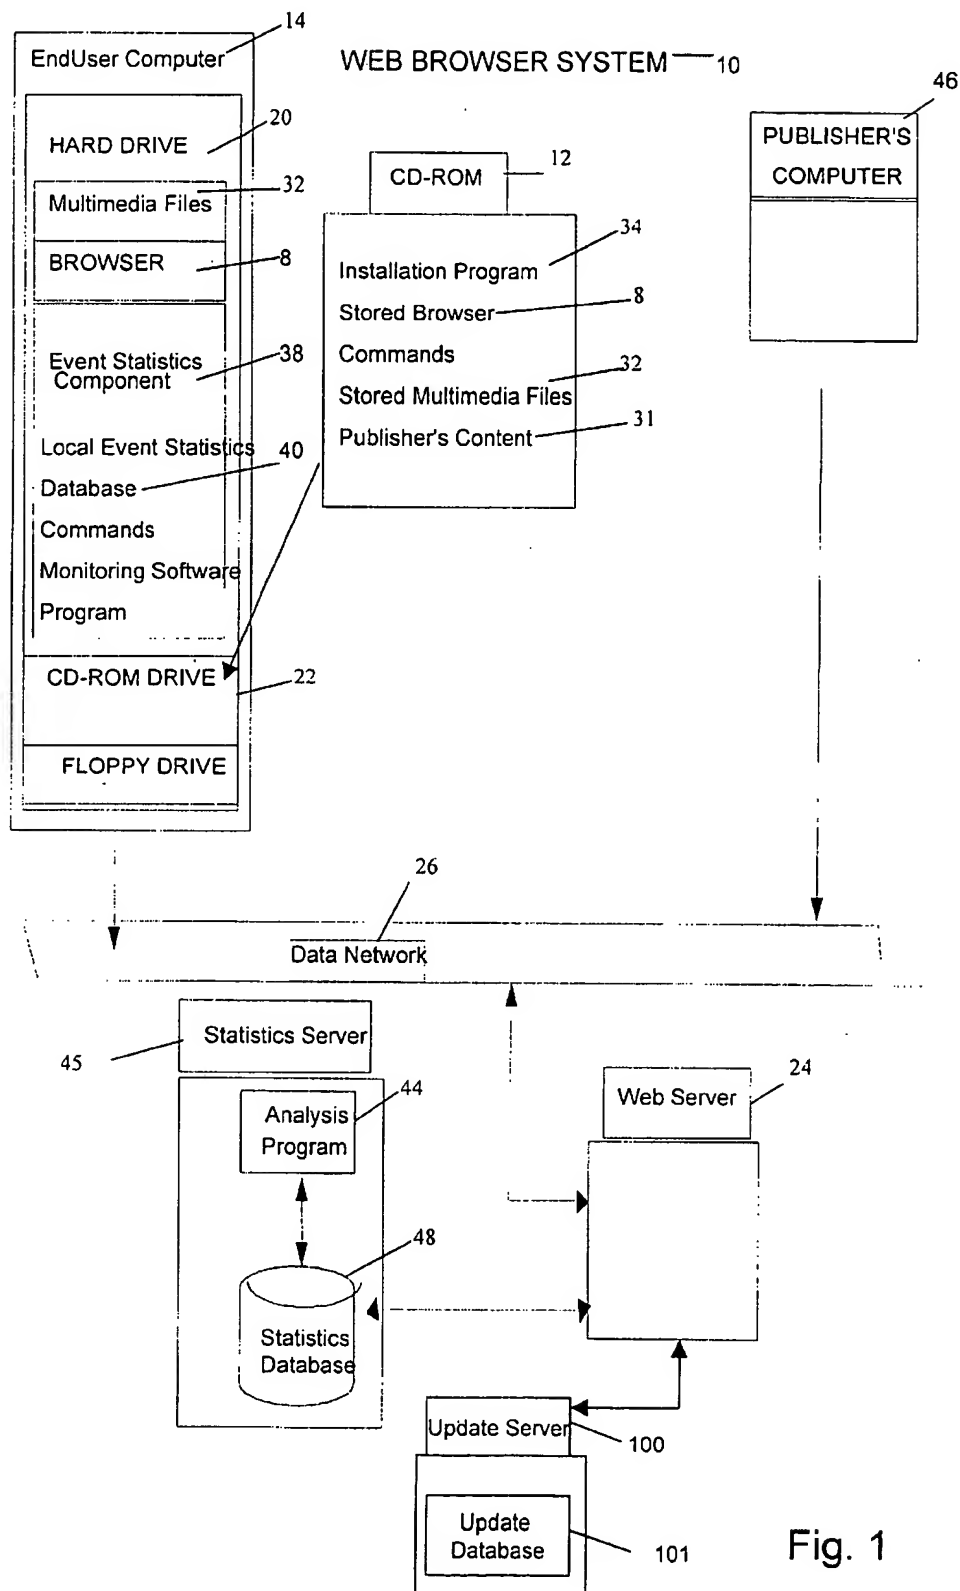 14
EndUser Computer
WEB BROWSER SYSTEM 10
46
20
HARD DRIVE
PUBLISHER'S
COMPUTER
12
CD-ROM
32
Multimedia Files
34
Installation Program
BROWSER
8
8
Stored Browser
Commands
38
Event Statistics
Component
32
Stored Multimedia Files
31
Publisher's Content
Local Event Statistics
40
Database
Commands
Monitoring Software
Program
CD-ROM DRIVE
22
FLOPPY DRIVE
26
Data Network
Statistics Server
45
24
Web Server
44
Analysis
Program
48
Statistics
Database
Update Server
100
Update
Database
101
Fig. 1